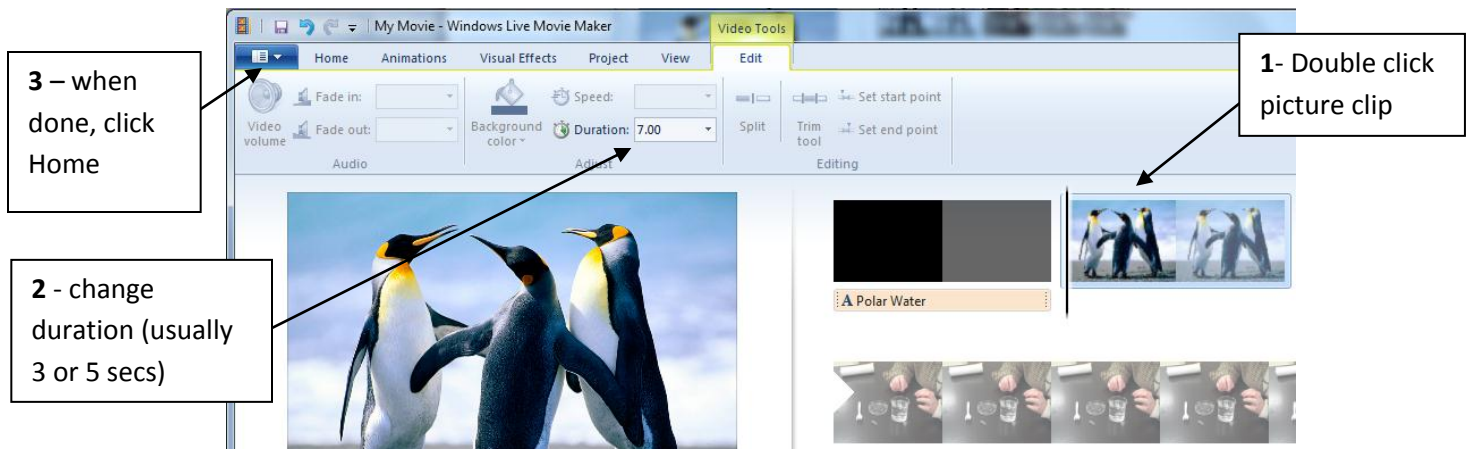 My Movie - Windows Live Movie Maker
Video Tools
Home Animations Visual Effects Project View Edit
Fade in:
Fade out:
Video
volume
Audio
Background
color
Speed:
Duration: 7.00
Adjust
Split
Trim
tool
Set start point
Set end point
Editing
1- Double click
picture clip
3 – when
done, click
Home
2 - change
duration (usually
3 or 5 secs)
A Polar Water